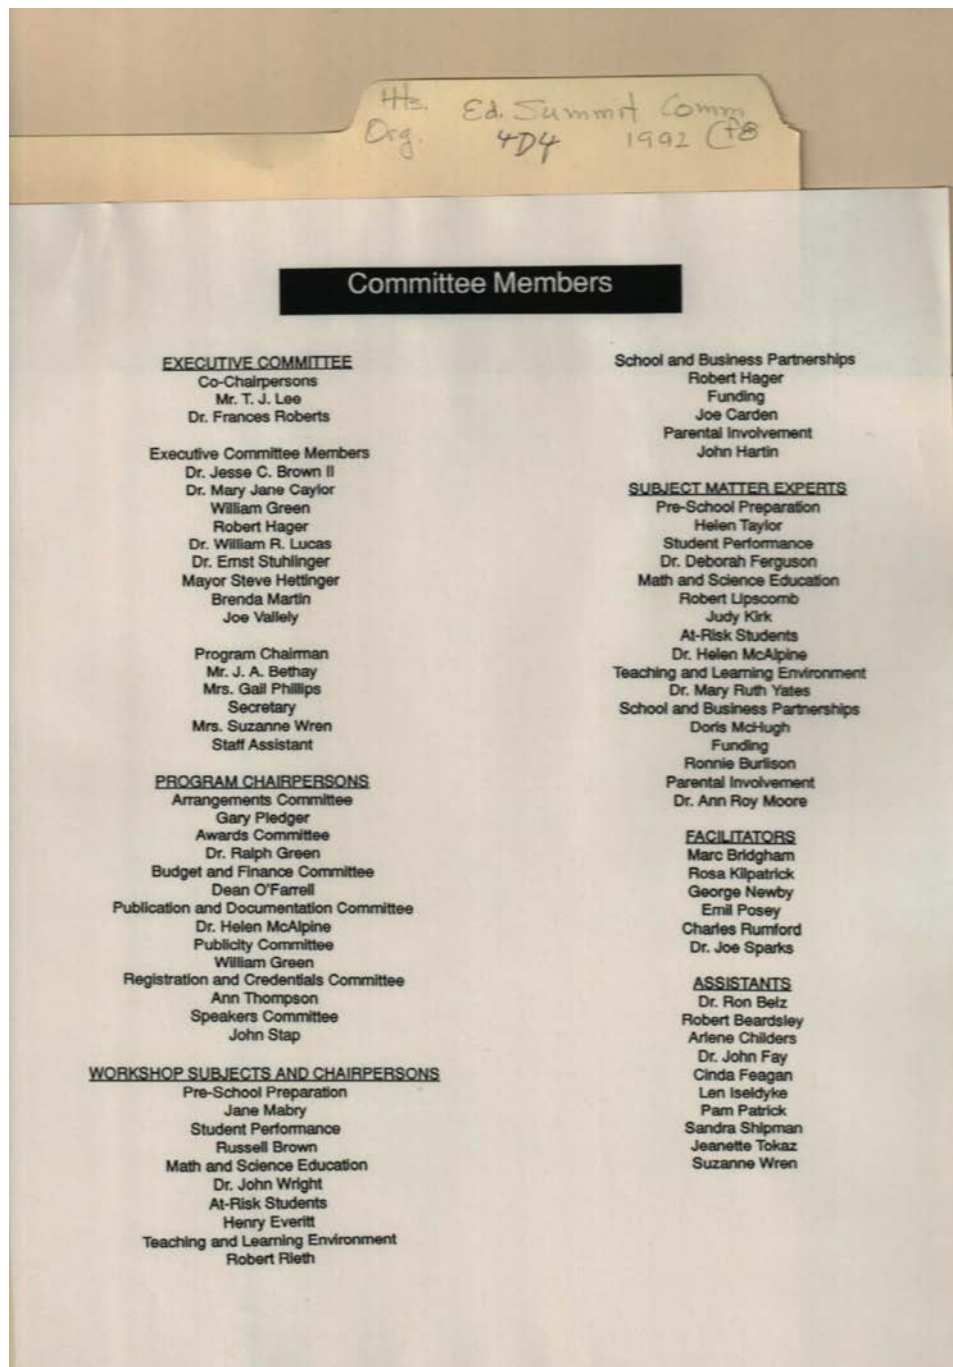 Hts. Ed. Summit Comm
Org. 4D4 1992 (f8
Committee Members
EXECUTIVE COMMITTEE
Co-Chairpersons
Mr. T. J. Lee
Dr. Frances Roberts
Executive Committee Members
Dr. Jesse C. Brown II
Dr. Mary Jane Caylor
William Green
Robert Hager
Dr. William R. Lucas
Dr. Ernst Stuhlinger
Mayor Steve Hettinger
Brenda Martin
Joe Vallely
Program Chairman
Mr. J. A. Bethay
Mrs. Gail Phillips
Secretary
Mrs. Suzanne Wren
Staff Assistant
PROGRAM CHAIRPERSONS
Arrangements Committee
Gary Pledger
Awards Committee
Dr. Ralph Green
Budget and Finance Committee
Dean O'Farrell
Publication and Documentation Committee
Dr. Helen McAlpine
Publicity Committee
William Green
Registration and Credentials Committee
Ann Thompson
Speakers Committee
John Stap
WORKSHOP SUBJECTS AND CHAIRPERSONS
Pre-School Preparation
Jane Mabry
Student Performance
Russell Brown
Math and Science Education
Dr. John Wright
At-Risk Students
Henry Everitt
Teaching and Learning Environment
Robert Rieth
School and Business Partnerships
Robert Hager
Funding
Joe Carden
Parental Involvement
John Hartin
SUBJECT MATTER EXPERTS
Pre-School Preparation
Helen Taylor
Student Performance
Dr. Deborah Ferguson
Math and Science Education
Robert Lipscomb
Judy Kirk
At-Risk Students
Dr. Helen McAlpine
Teaching and Learning Environment
Dr. Mary Ruth Yates
School and Business Partnerships
Doris McHugh
Funding
Ronnie Burlison
Parental Involvement
Dr. Ann Roy Moore
FACILITATORS
Marc Bridgham
Rosa Kilpatrick
George Newby
Emil Posey
Charles Rumford
Dr. Joe Sparks
ASSISTANTS
Dr. Ron Belz
Robert Beardsley
Arlene Childers
Dr. John Fay
Cinda Feagan
Len Iseldyke
Pam Patrick
Sandra Shipman
Jeanette Tokaz
Suzanne Wren